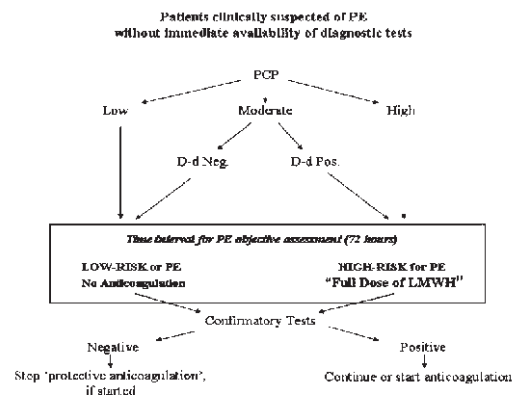 Patients clinically suspected of PE
without immediate availability of diagnostic tests
PCP
Low
Moderate
High
D-d Neg.
D-d Pos.
Time Interval for PE objective assessment (72 hours)
LOW-RISK or PE
No Anticoagulation
HIGH-RISK for PE
"Full Dose of LMWH"
Confirmatory Tests
Negative
Positive
Stop 'protective anticoagulation',
if started
Continue or start anticoagulation